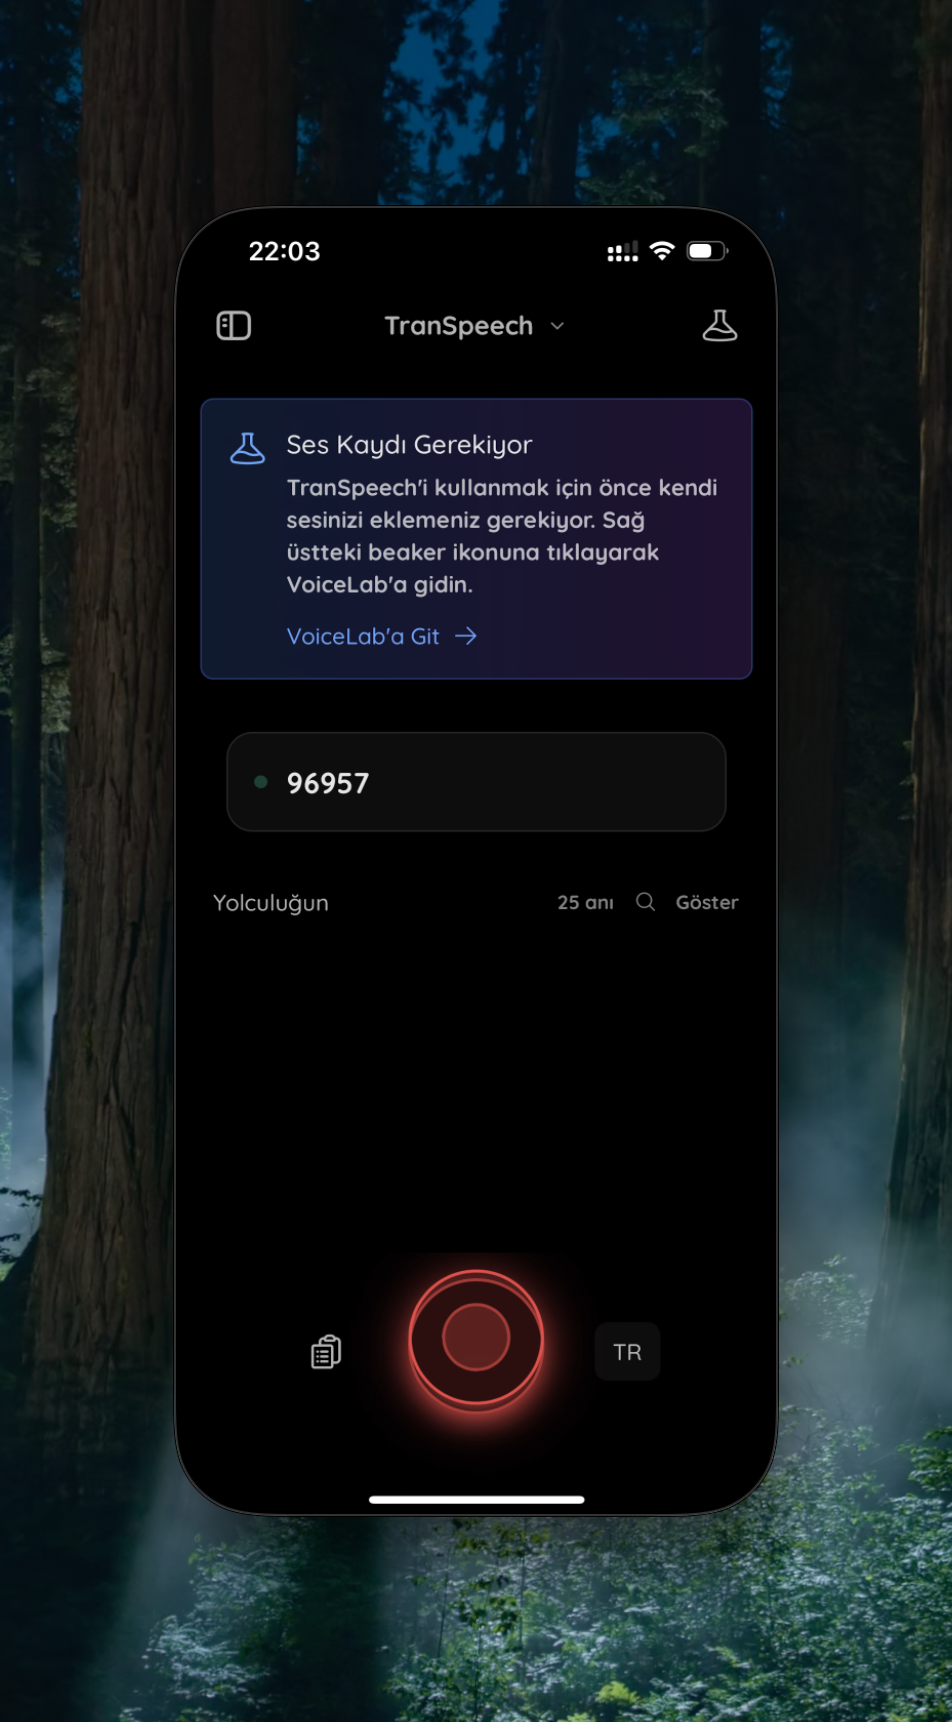 22:03
TranSpeech
Ses Kaydı Gerekiyor
TranSpeech'i kullanmak için önce kendi
sesinizi eklemeniz gerekiyor. Sağ
üstteki beaker ikonuna tıklayarak
VoiceLab'a gidin.
VoiceLab'a Git →
96957
Yolculuğun 25 anı Göster
TR